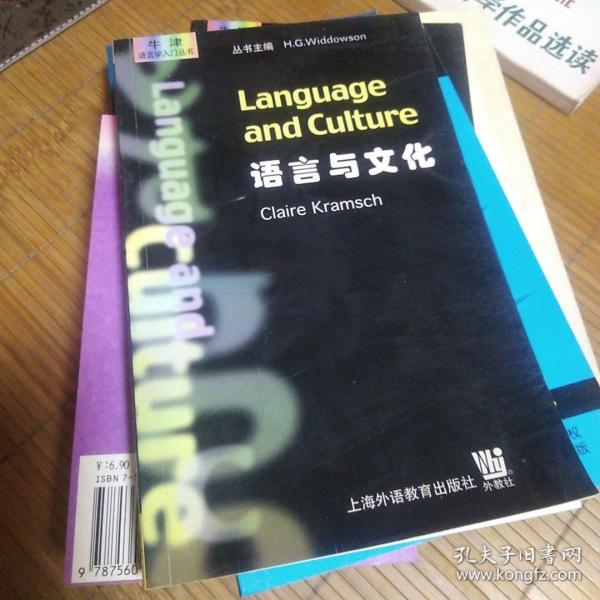 牛津
语言学入门丛书
丛书主编 H.G.Widdowson
Language
and Culture
语言与文化
Claire Kramsch
Language and Culture
上海外语教育出版社
外教社
学作品选读
¥:6.90
ISBN 7-
9 787560
权
版
孔夫子旧书网
www.kongfz.com